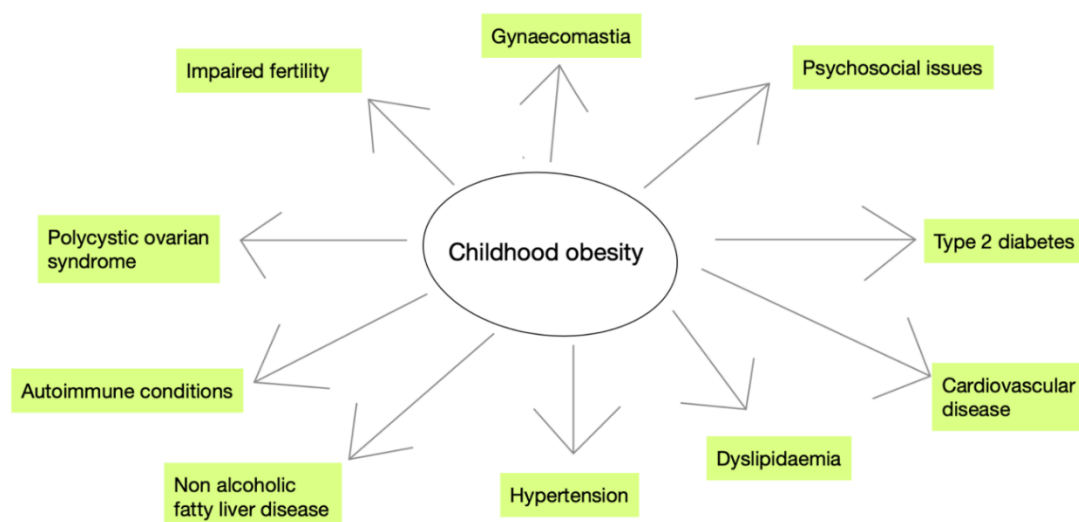 Gynaecomastia
Impaired fertility
Psychosocial issues
Childhood obesity
Polycystic ovarian
syndrome
Type 2 diabetes
Autoimmune conditions
Cardiovascular
disease
Non alcoholic
fatty liver disease
Hypertension
Dyslipidaemia